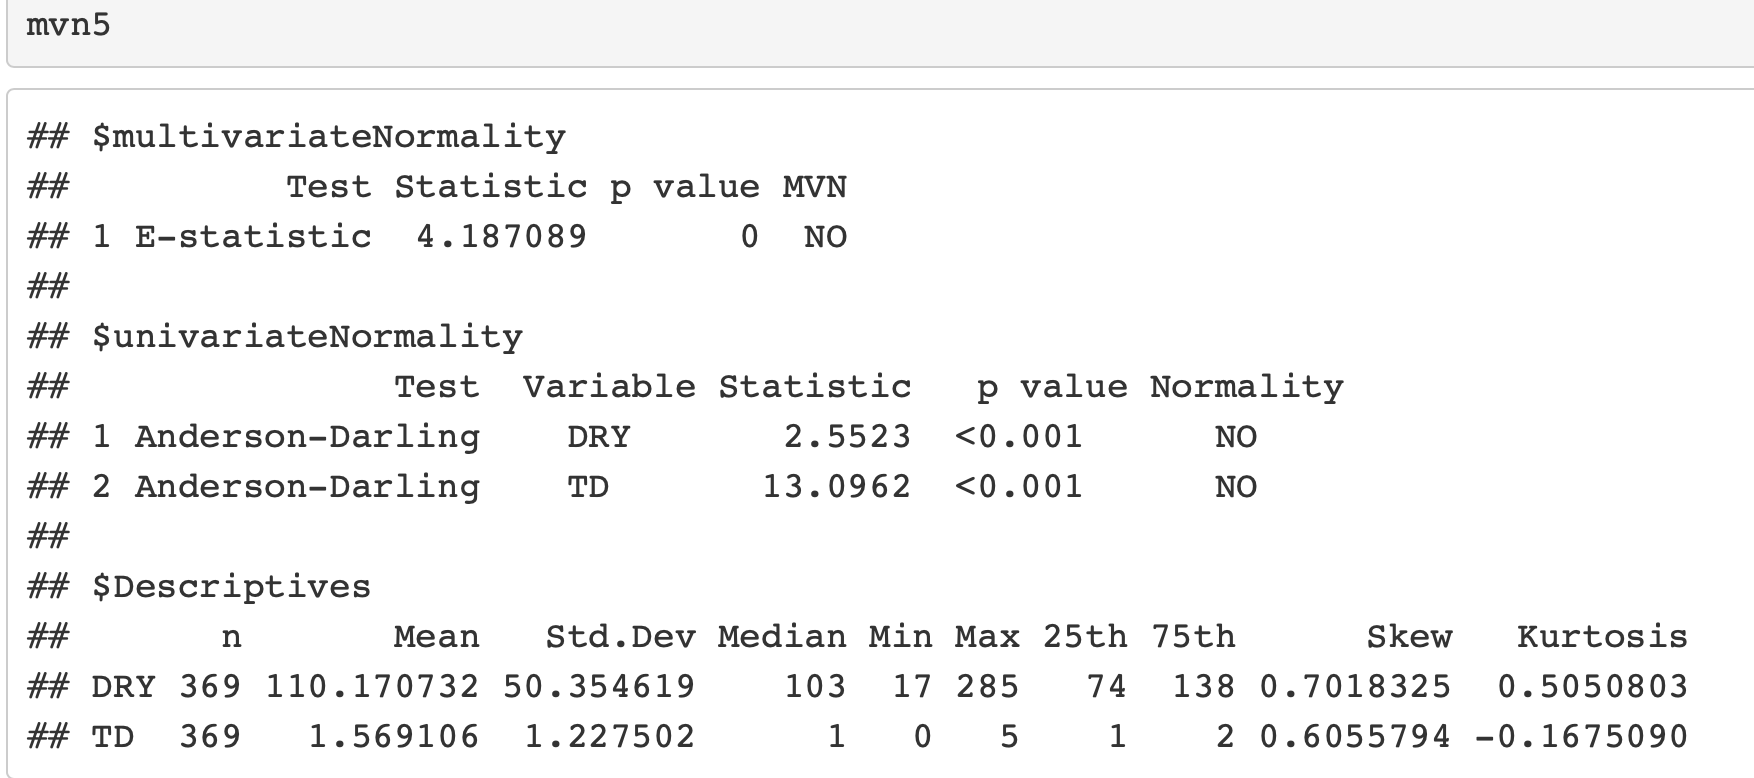 mvn5
## $multivariateNormality
##          Test Statistic p value MVN
## 1 E-statistic  4.187089       0  NO
##
## $univariateNormality
##               Test  Variable Statistic   p value Normality
## 1 Anderson-Darling    DRY       2.5523  <0.001      NO
## 2 Anderson-Darling    TD       13.0962  <0.001      NO
##
## $Descriptives
##       n       Mean   Std.Dev Median Min Max 25th 75th      Skew   Kurtosis
## DRY 369 110.170732 50.354619    103  17 285   74  138 0.7018325  0.5050803
## TD  369   1.569106  1.227502      1   0   5    1    2 0.6055794 -0.1675090